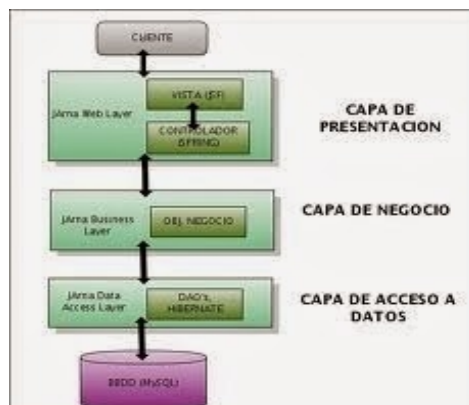 CLIENTE
JArna Web Layer
VISTA (JSF)
CONTROLADOR
(SPRING)
CAPA DE
PRESENTACION
JArna Business
Layer
OBJ. NEGOCIO
CAPA DE NEGOCIO
JArna Data
Access Layer
DAO's,
HIBERNATE
CAPA DE ACCESO A
DATOS
BBDD (MySQL)